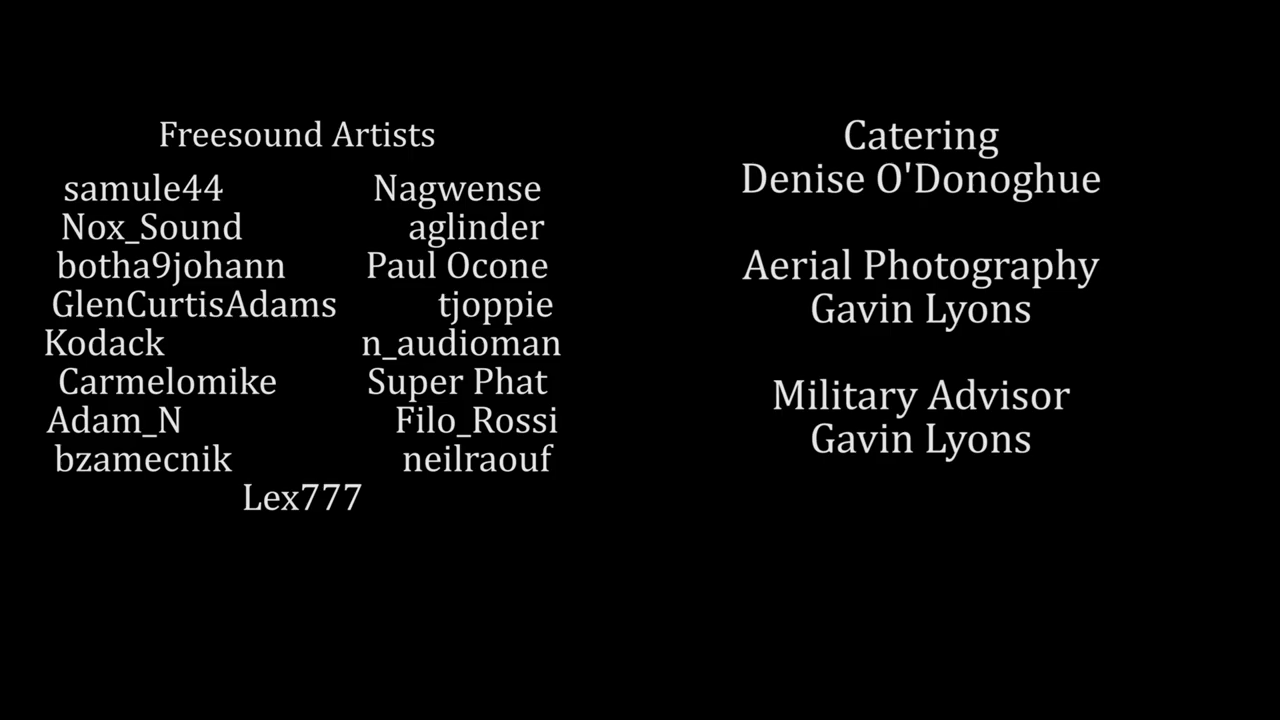 Freesound Artists
samule44 Nagwense
Nox_Sound aglinder
botha9johann Paul Ocone
GlenCurtisAdams tjoppie
Kodack n_audioman
Carmelomike Super Phat
Adam_N Filo_Rossi
bzamecnik neilraouf
Lex777
Catering
Denise O'Donoghue
Aerial Photography
Gavin Lyons
Military Advisor
Gavin Lyons